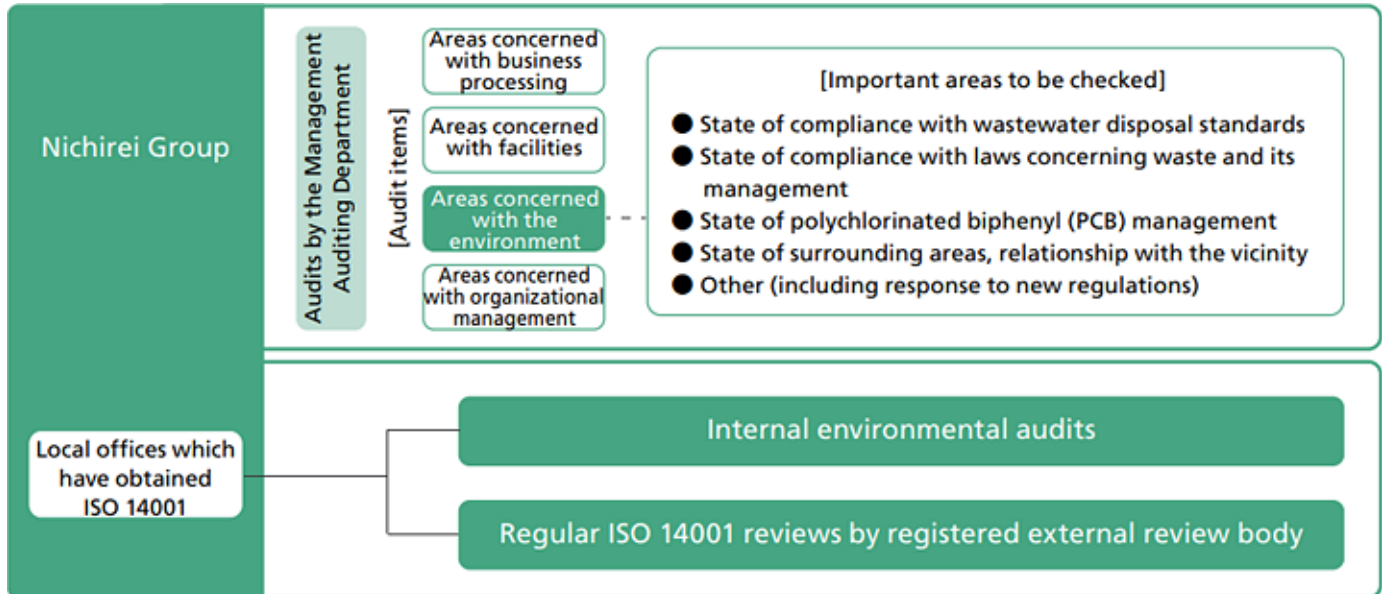 Nichirei Group
Audits by the Management
Auditing Department
[Audit items]
Areas concerned
with business
processing
Areas concerned
with facilities
Areas concerned
with the
environment
Areas concerned
with organizational
management
[Important areas to be checked]
● State of compliance with wastewater disposal standards
● State of compliance with laws concerning waste and its
management
● State of polychlorinated biphenyl (PCB) management
● State of surrounding areas, relationship with the vicinity
● Other (including response to new regulations)
Local offices which
have obtained
ISO 14001
Internal environmental audits
Regular ISO 14001 reviews by registered external review body